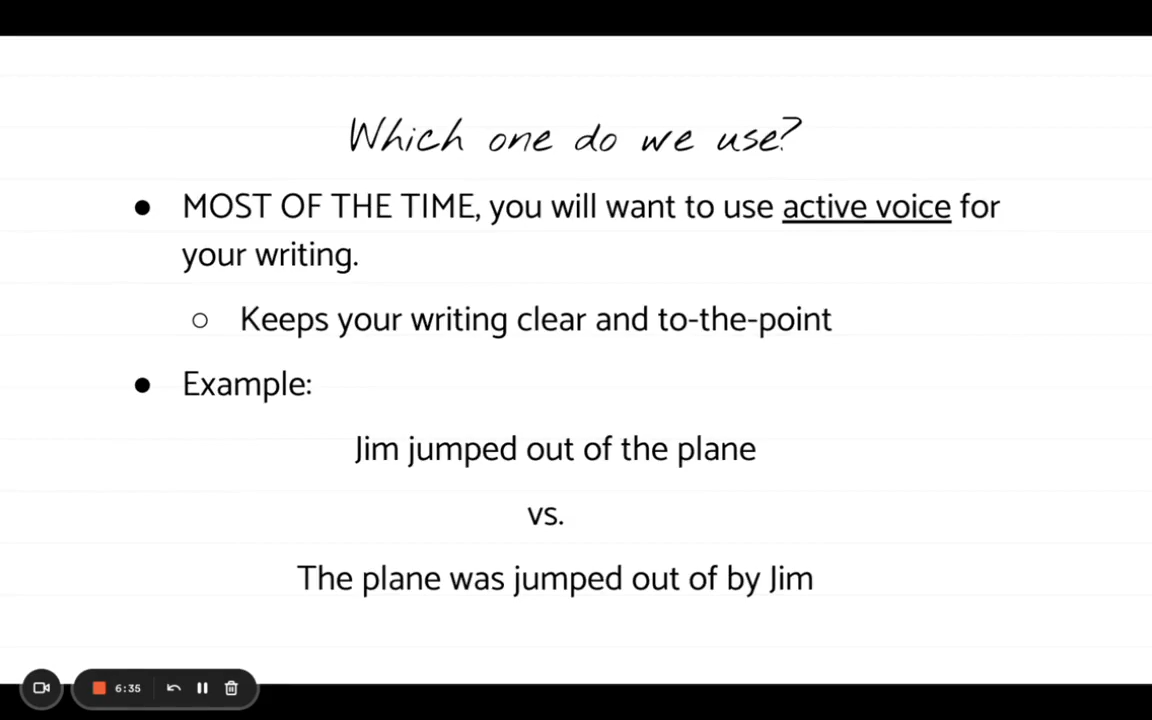 Which one do we use?
● MOST OF THE TIME, you will want to use active voice for
your writing.
○ Keeps your writing clear and to-the-point
● Example:
Jim jumped out of the plane
vs.
The plane was jumped out of by Jim
6:35